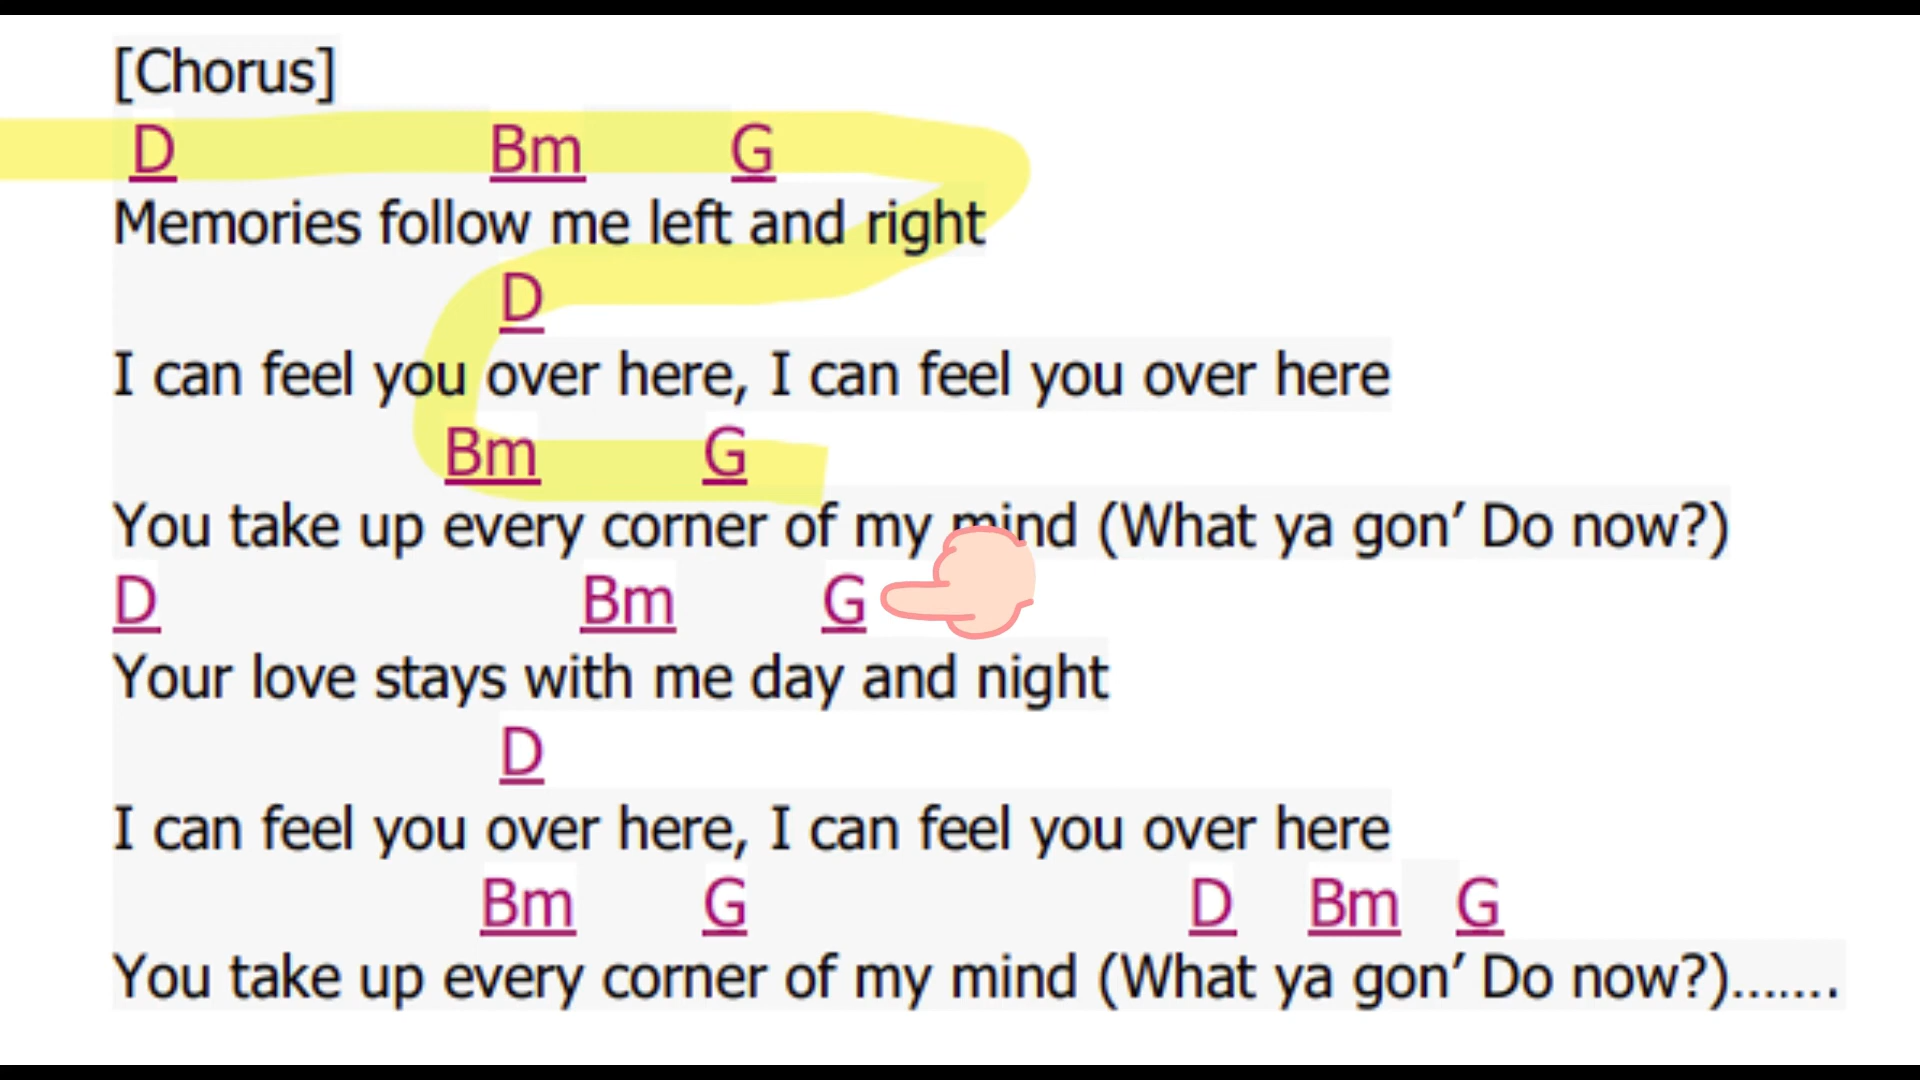 [Chorus]
D Bm G
Memories follow me left and right
D
I can feel you over here, I can feel you over here
Bm G
You take up every corner of my mind (What ya gon’ Do now?)
D Bm G
Your love stays with me day and night
D
I can feel you over here, I can feel you over here
Bm G D Bm G
You take up every corner of my mind (What ya gon’ Do now?).......